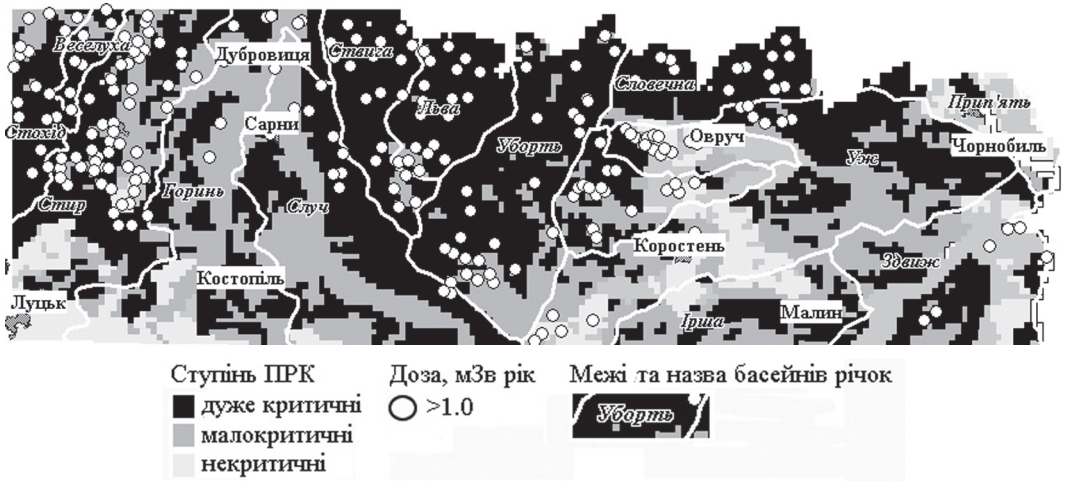 Веселуха
Дубровиця
Ствига
Словечна
Льва
Прип'ять
Стохід
Сарни
Уборть
Овруч
Чорнобиль
Уж
Горинь
Стир
Случ
Коростень
Здвиж
Костопіль
Луцьк
Ірша
Малин
Ступінь ПРК
дуже критичні
малокритичні
некритичні
Доза, мЗв рік
>1.0
Межі та назва басейнів річок
Уборть